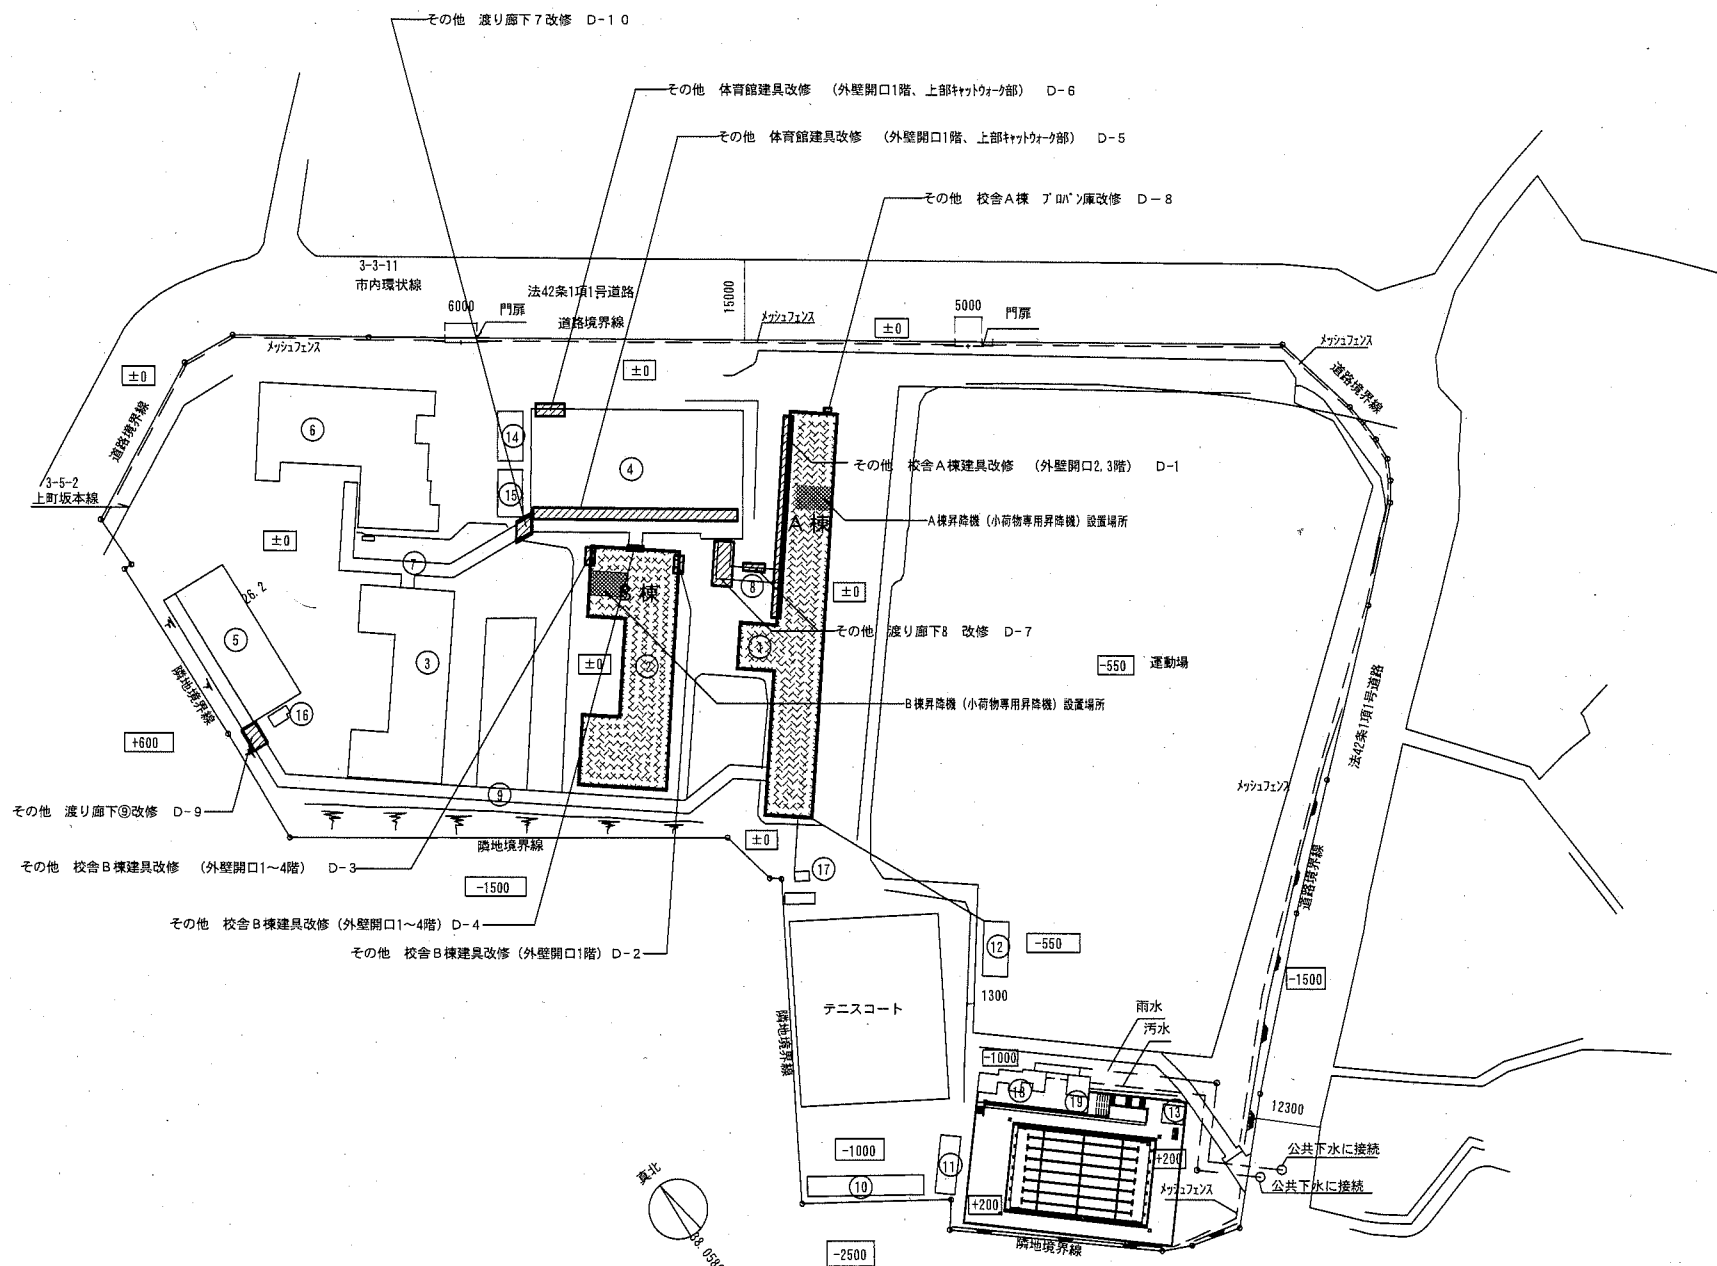 その他 渡り廊下7改修 D-10
その他 体育館建具改修 (外壁開口1階、上部ｷｬｯﾄｳｫｰｸ部) D-6
その他 体育館建具改修 (外壁開口1階、上部ｷｬｯﾄｳｫｰｸ部) D-5
その他 校舎A棟 ﾌﾟﾛﾊﾟﾝ庫改修 D-8
3-3-11
市内環状線
法42条1項1号道路
15000
6000
門扉
道路境界線
ﾒｯｼｭﾌｪﾝｽ
±0
5000
門扉
ﾒｯｼｭﾌｪﾝｽ
ﾒｯｼｭﾌｪﾝｽ
道路境界線
±0
±0
道路境界線
⑥
⑭
④
⑮
その他 校舎A棟建具改修 (外壁開口2,3階) D-1
3-5-2
上町坂本線
A棟
A棟昇降機(小荷物専用昇降機)設置場所
±0
⑦
⑧
B棟
±0
26.2
⑤
③
±0
②
①
その他 渡り廊下8 改修 D-7
-550
運動場
法42条1項1号道路
隣地境界線
⑯
B棟昇降機(小荷物専用昇降機)設置場所
+600
ﾒｯｼｭﾌｪﾝｽ
⑨
その他 渡り廊下⑨改修 D-9
隣地境界線
±0
その他 校舎B棟建具改修 (外壁開口1~4階) D-3
-1500
⑰
道路境界線
その他 校舎B棟建具改修(外壁開口1~4階) D-4
その他 校舎B棟建具改修(外壁開口1階) D-2
⑫
-550
-1500
1300
テニスコート
隣地境界線
雨水
汚水
-1000
⑱
⑲
⑬
12300
公共下水に接続
公共下水に接続
-1000
⑪
⑩
+200
+200
ﾒｯｼｭﾌｪﾝｽ
真北
隣地境界線
-2500